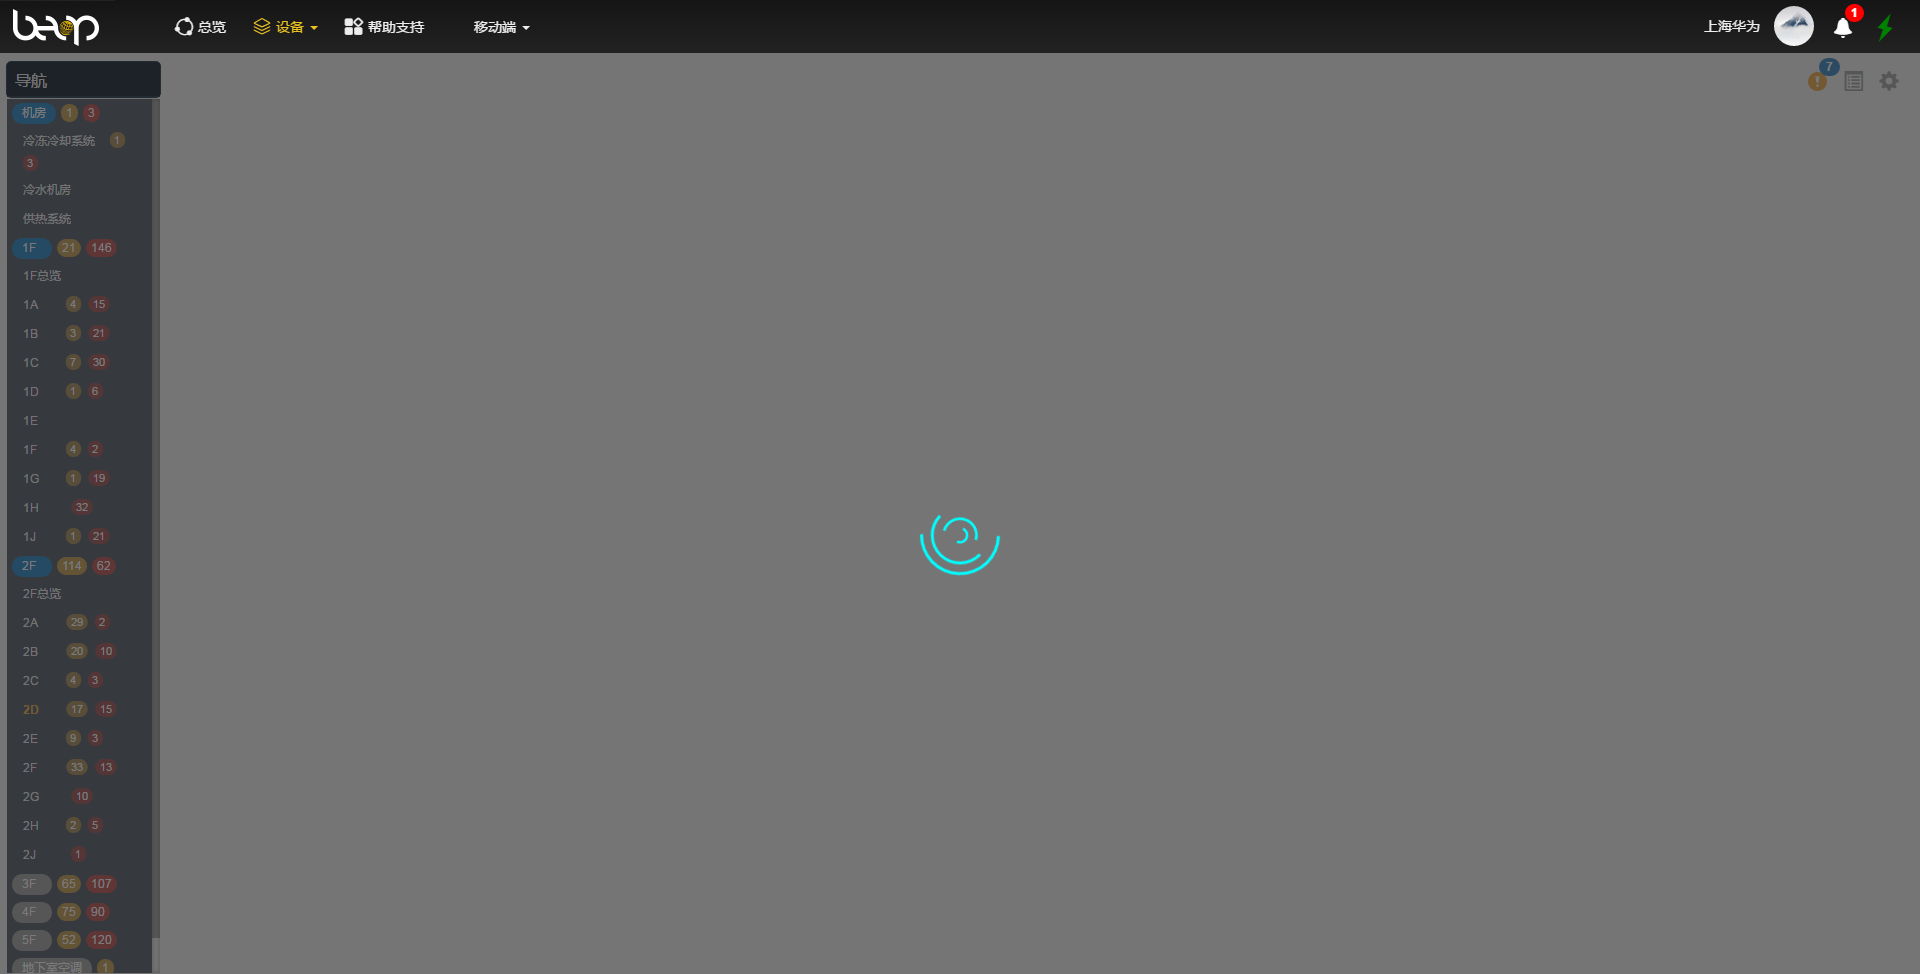 beop 总览 设备 帮助支持 移动端 上海华为 1
导航 7
机房 1 3
冷冻冷却系统 1
3
冷水机房
供热系统
1F 21 146
1F总览
1A 4 15
1B 3 21
1C 7 30
1D 1 6
1E
1F 4 2
1G 1 19
1H 32
1J 1 21
2F 114 62
2F总览
2A 29 2
2B 20 10
2C 4 3
2D 17 15
2E 9 3
2F 33 13
2G 10
2H 2 5
2J 1
3F 65 107
4F 75 90
5F 52 120
地下室空调 1